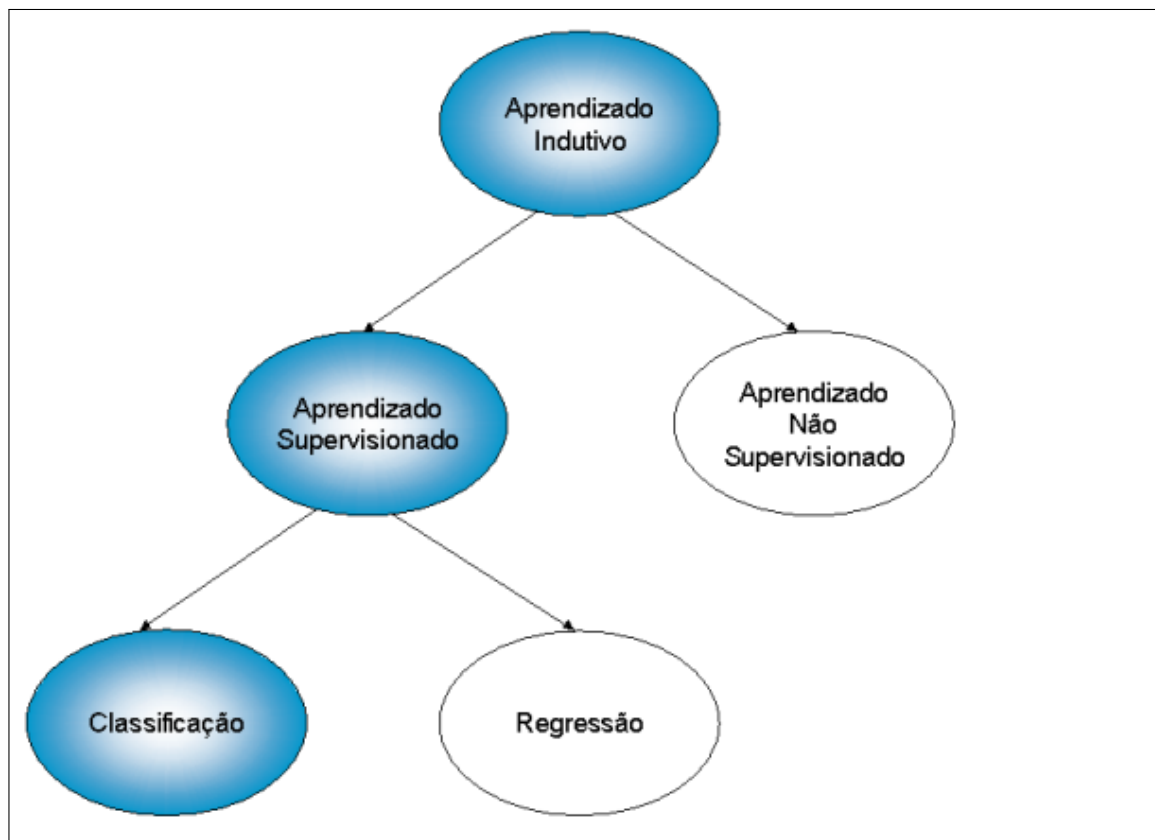 Aprendizado
Indutivo
Aprendizado
Supervisionado
Aprendizado
Não
Supervisionado
Classificação
Regressão